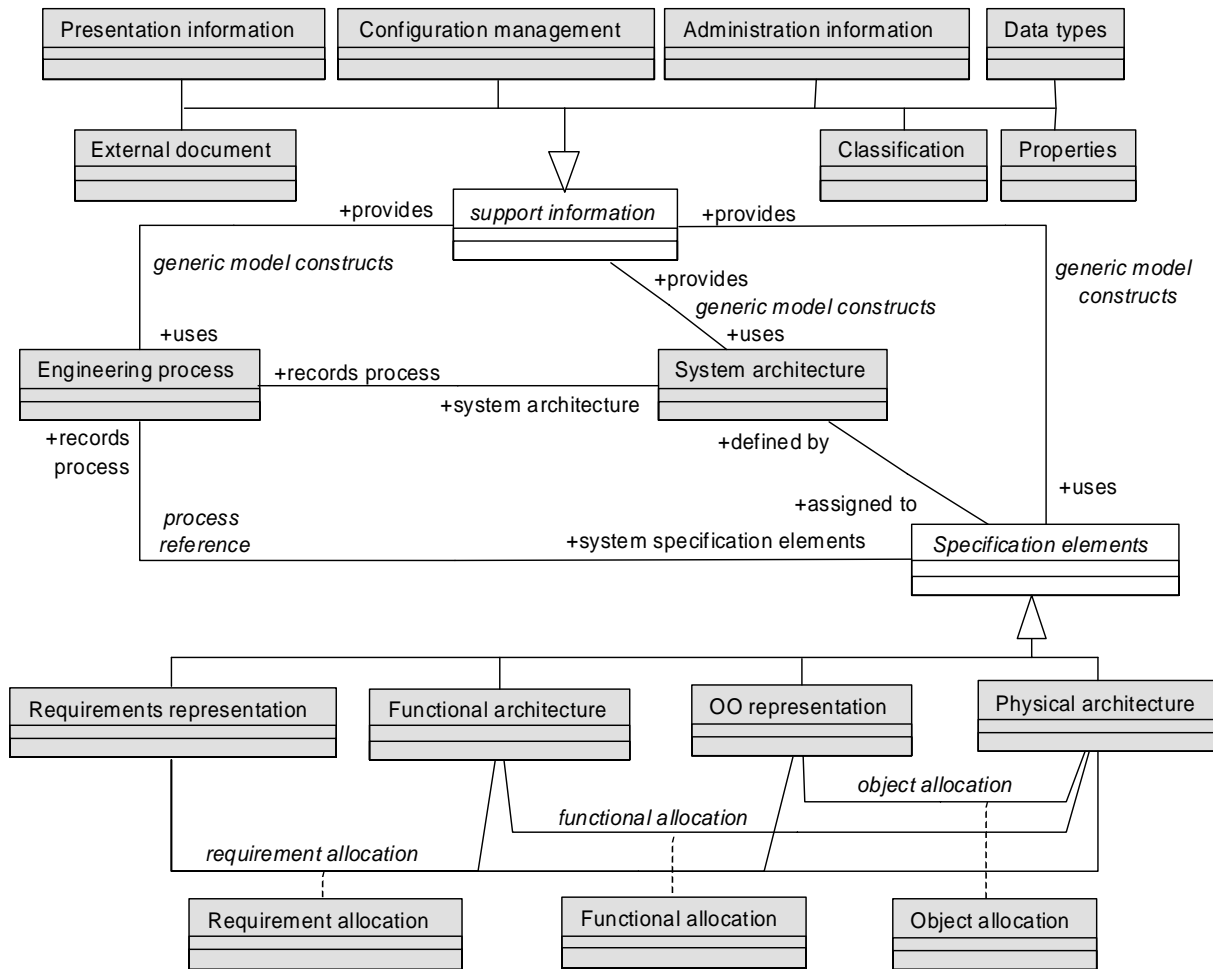 Presentation information
Configuration management
Administration information
Data types
External document
Classification
Properties
support information
+provides
+provides
generic model constructs
+provides
generic model
constructs
generic model constructs
+uses
+uses
Engineering process
+records process
System architecture
+system architecture
+records
process
+defined by
+uses
+assigned to
process
reference
+system specification elements
Specification elements
Requirements representation
Functional architecture
OO representation
Physical architecture
object allocation
functional allocation
requirement allocation
Requirement allocation
Functional allocation
Object allocation